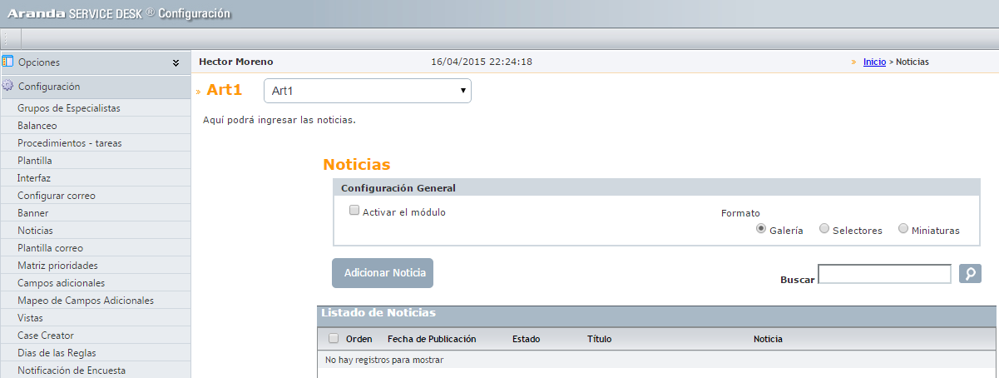 Aranda SERVICE DESK ® Configuración
Opciones
Hector Moreno 16/04/2015 22:24:18 Inicio > Noticias
Configuración
Grupos de Especialistas
Balanceo
Procedimientos - tareas
Plantilla
Interfaz
Configurar correo
Banner
Noticias
Plantilla correo
Matriz prioridades
Campos adicionales
Mapeo de Campos Adicionales
Vistas
Case Creator
Dias de las Reglas
Notificación de Encuesta
Art1 Art1
Aquí podrá ingresar las noticias.
Noticias
Configuración General
Activar el módulo
Formato
Galería Selectores Miniaturas
Adicionar Noticia
Buscar
Listado de Noticias
Orden Fecha de Publicación Estado Título Noticia
No hay registros para mostrar